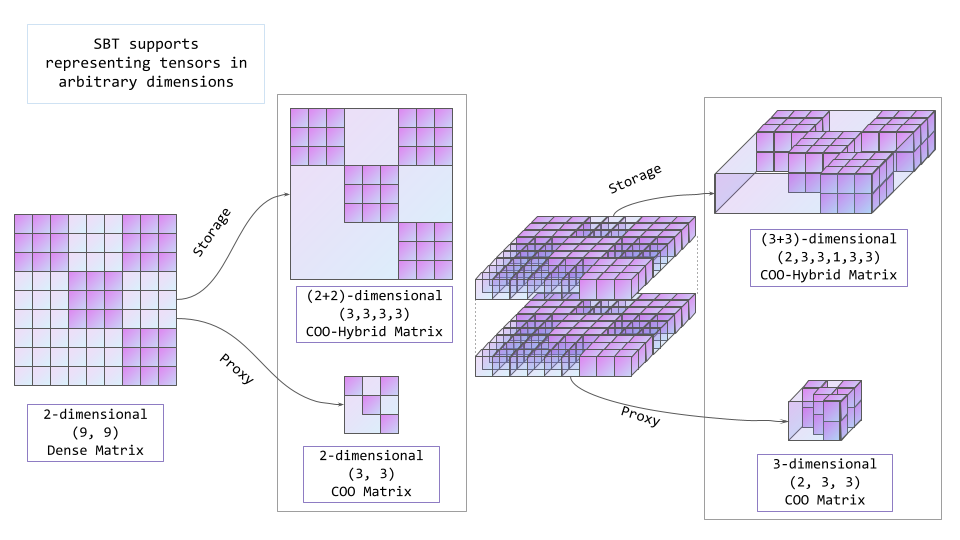 SBT supports
representing tensors in
arbitrary dimensions
Storage
Proxy
2-dimensional
(9, 9)
Dense Matrix
(2+2)-dimensional
(3,3,3,3)
COO-Hybrid Matrix
2-dimensional
(3, 3)
COO Matrix
Storage
Proxy
(3+3)-dimensional
(2,3,3,1,3,3)
COO-Hybrid Matrix
3-dimensional
(2, 3, 3)
COO Matrix